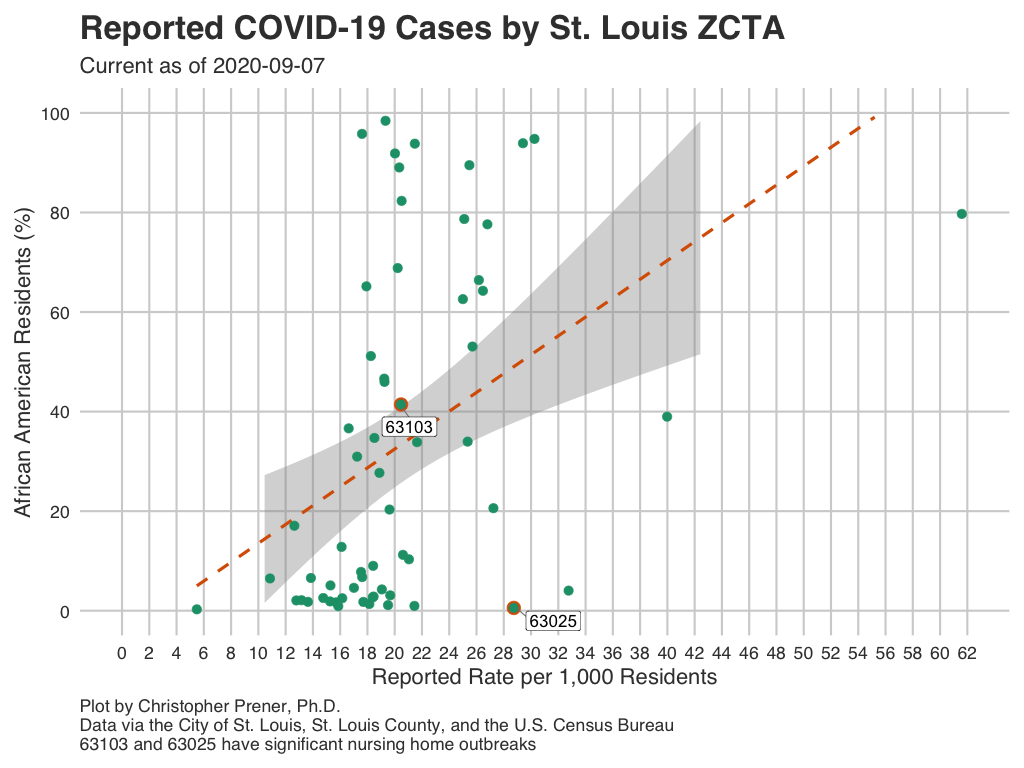 Reported COVID-19 Cases by St. Louis ZCTA
Current as of 2020-09-07
African American Residents (%)
100
80
60
40
20
0
63103
63025
0 2 4 6 8 10 12 14 16 18 20 22 24 26 28 30 32 34 36 38 40 42 44 46 48 50 52 54 56 58 60 62
Reported Rate per 1,000 Residents
Plot by Christopher Prener, Ph.D.
Data via the City of St. Louis, St. Louis County, and the U.S. Census Bureau
63103 and 63025 have significant nursing home outbreaks